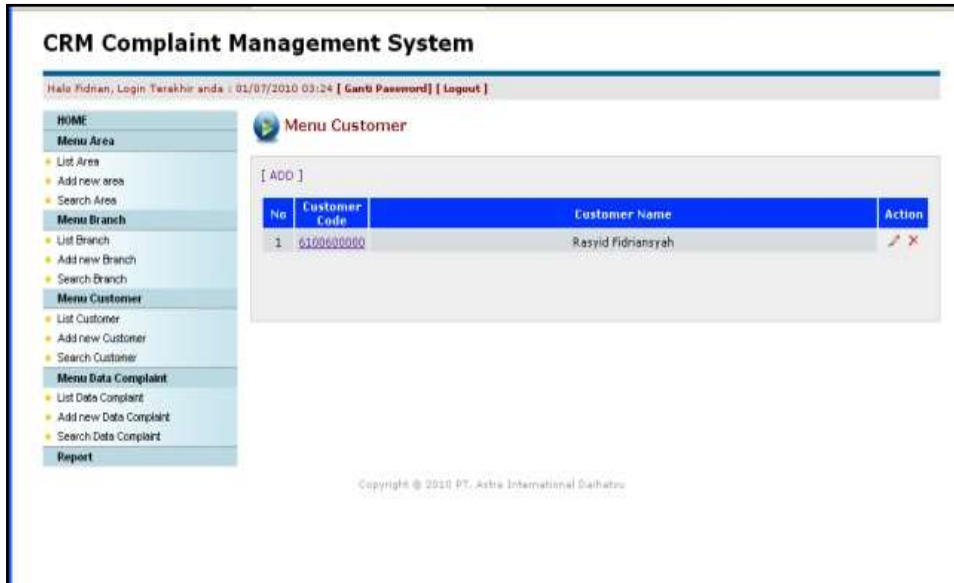 CRM Complaint Management System
Halo Fidrian, Login Terakhir anda : 01/07/2010 03:24 [ Ganti Password] [ Logout ]
HOME
Menu Area
List Area
Add new area
Search Area
Menu Branch
List Branch
Add new Branch
Search Branch
Menu Customer
List Customer
Add new Customer
Search Customer
Menu Data Complaint
List Data Complaint
Add new Data Complaint
Search Data Complaint
Report
Menu Customer
[ ADD ]
No Customer Code Customer Name Action
1 6100600000 Rasyid Fidriansyah
Copyright @ 2010 PT. Astra International Daihatsu